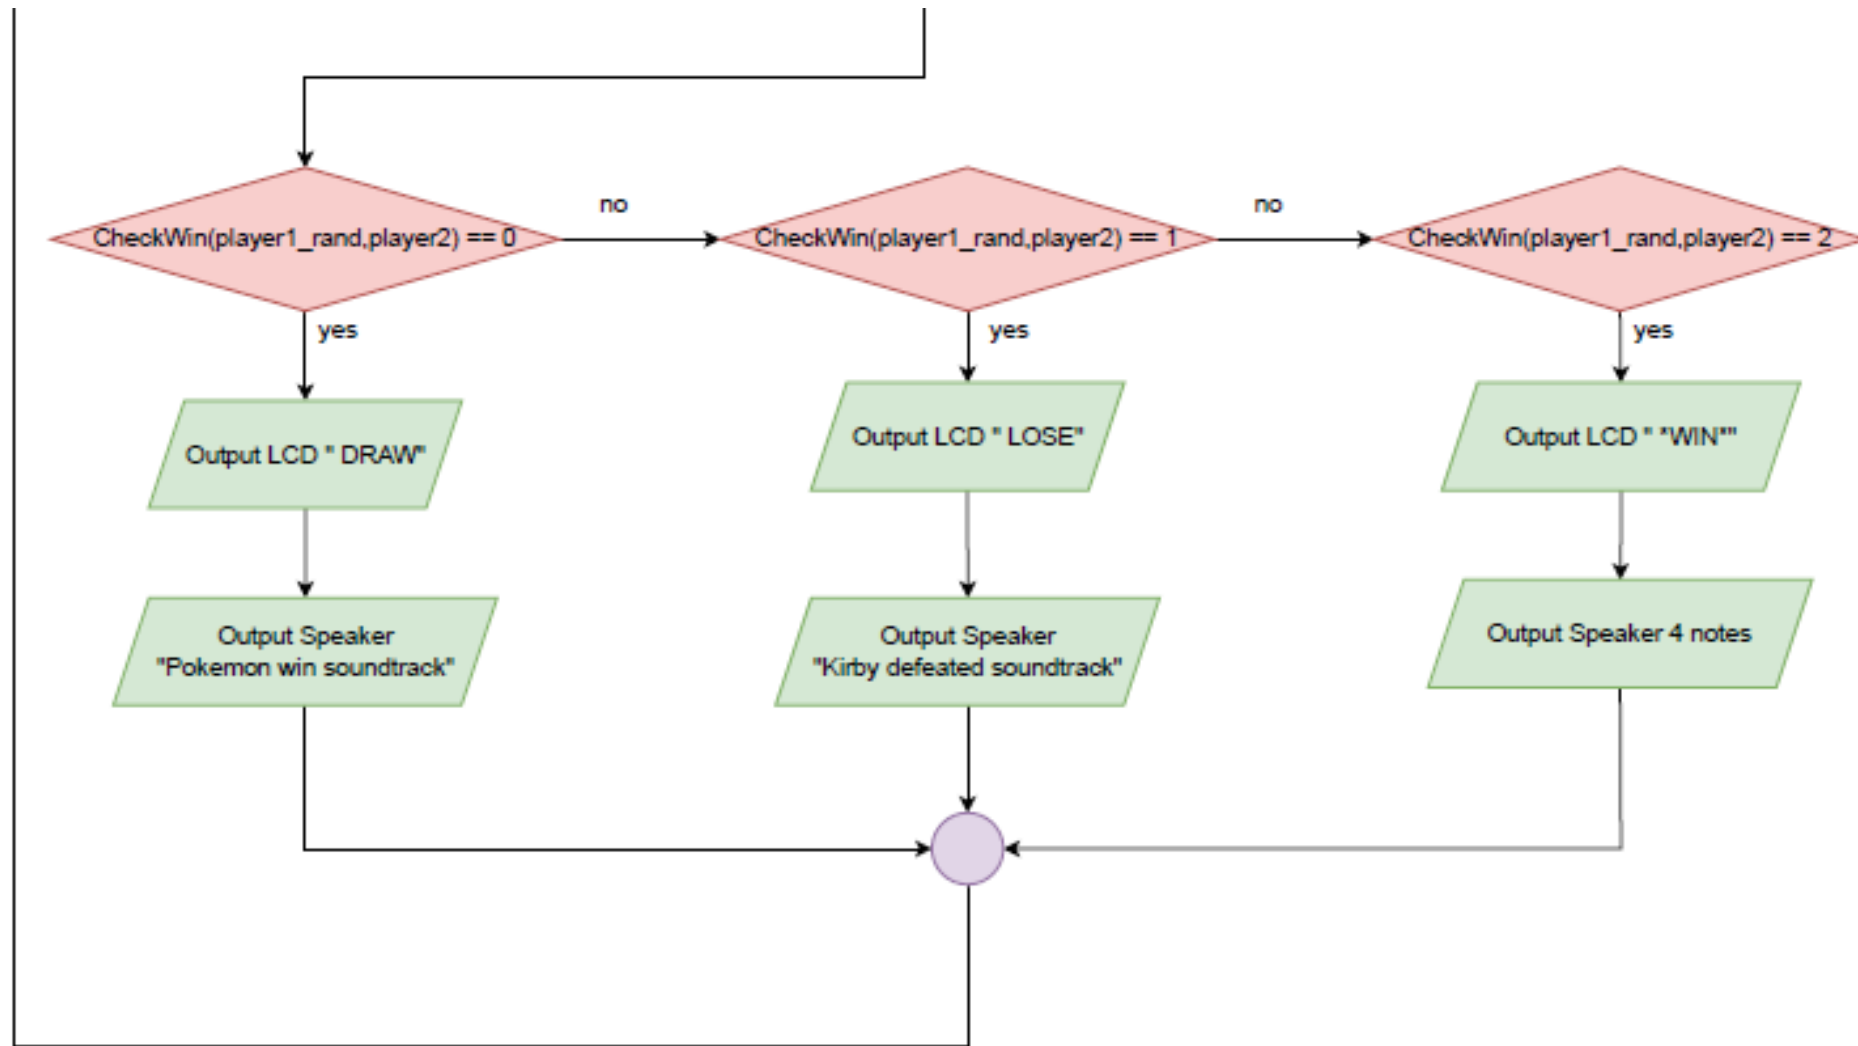 no
no
CheckWin(player1_rand,player2) == 0
CheckWin(player1_rand,player2) == 1
CheckWin(player1_rand,player2) == 2
yes
yes
yes
Output LCD " DRAW"
Output LCD " LOSE"
Output LCD " "WIN""
Output Speaker
"Pokemon win soundtrack"
Output Speaker
"Kirby defeated soundtrack"
Output Speaker 4 notes